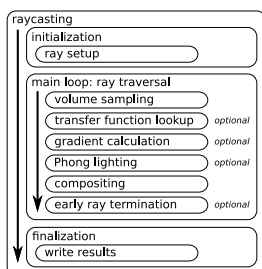 raycasting
initialization
ray setup
main loop: ray traversal
volume sampling
transfer function lookup optional
gradient calculation optional
Phong lighting optional
compositing
early ray termination optional
finalization
write results